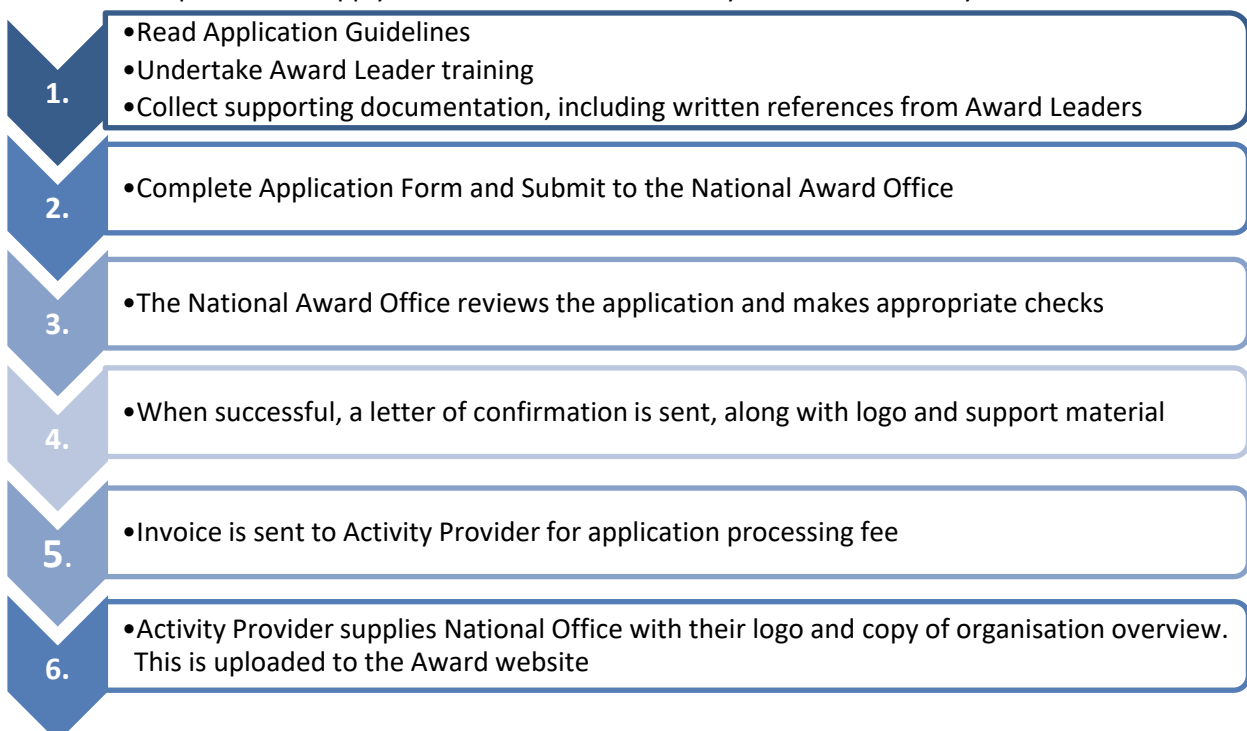 1.
•Read Application Guidelines
•Undertake Award Leader training
•Collect supporting documentation, including written references from Award Leaders
2.
•Complete Application Form and Submit to the National Award Office
3.
•The National Award Office reviews the application and makes appropriate checks
4.
•When successful, a letter of confirmation is sent, along with logo and support material
5.
•Invoice is sent to Activity Provider for application processing fee
6.
•Activity Provider supplies National Office with their logo and copy of organisation overview.
This is uploaded to the Award website